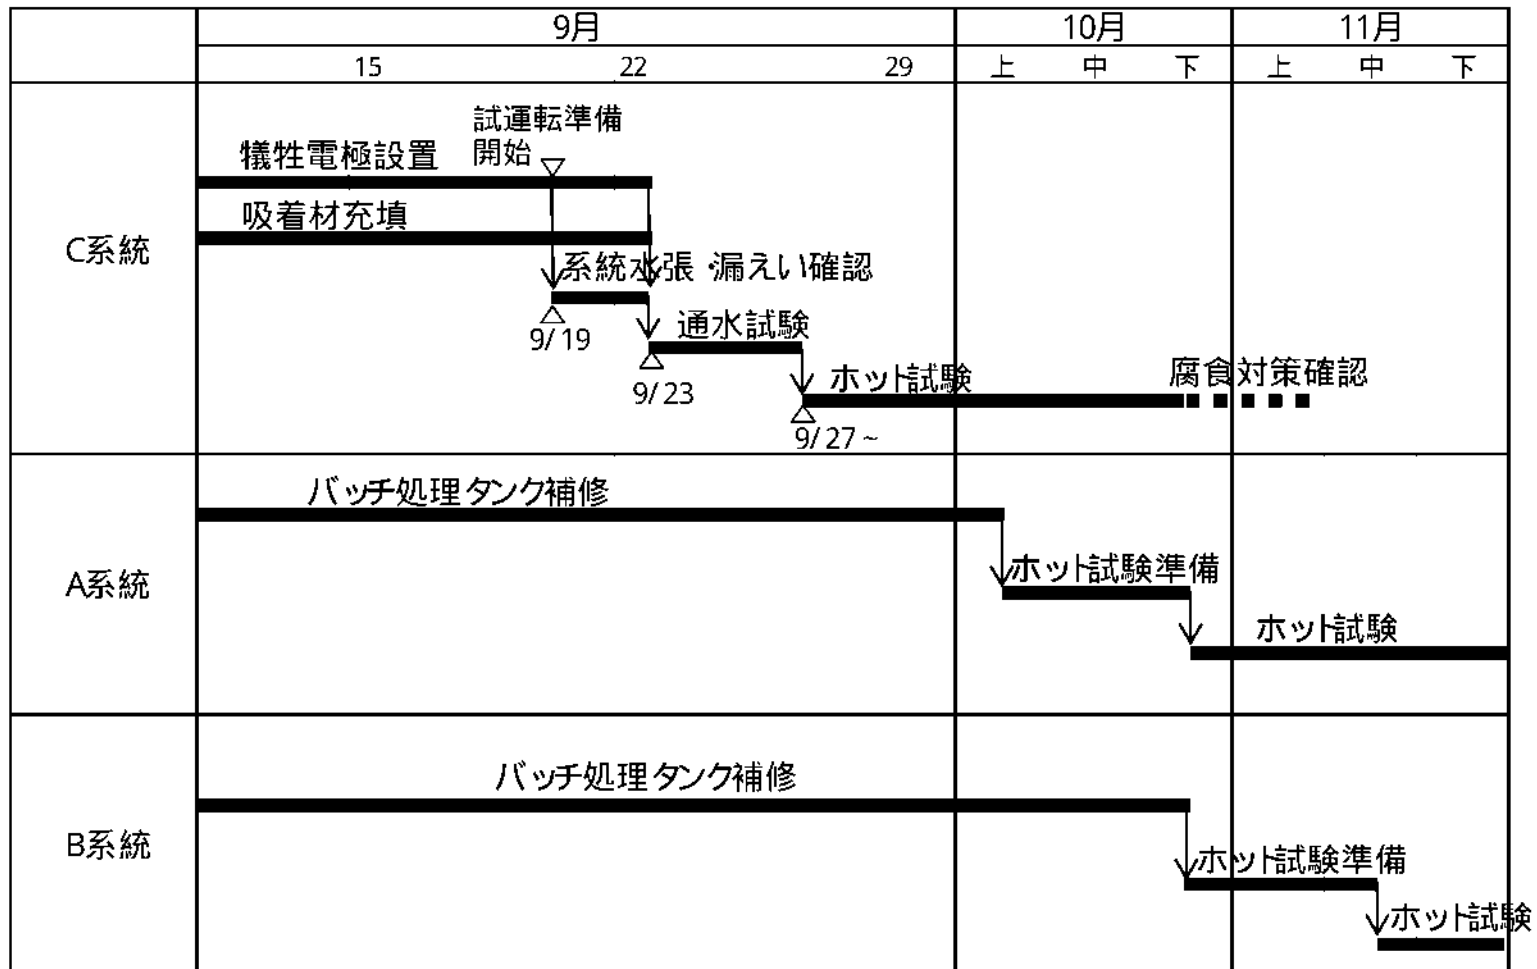 9月 10月 11月
15 22 29 上 中 下 上 中 下
C系統
試運転準備
開始
犠牲電極設置
吸着材充填
系統水張・漏えい確認
9/19
通水試験
9/23
ホット試験
腐食対策確認
9/27~
A系統
バッチ処理タンク補修
ホット試験準備
ホット試験
B系統
バッチ処理タンク補修
ホット試験準備
ホット試験